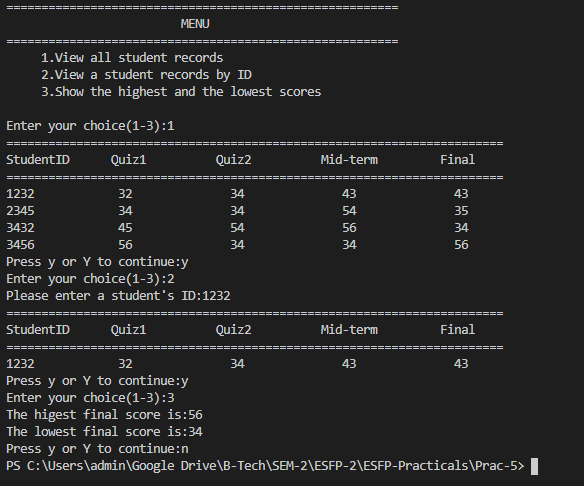 ========================================================
MENU
========================================================
1.View all student records
2.View a student records by ID
3.Show the highest and the lowest scores
Enter your choice(1-3):1
=======================================================================
StudentID Quiz1 Quiz2 Mid-term Final
=======================================================================
1232 32 34 43 43
2345 34 34 54 35
3432 45 54 56 34
3456 56 34 34 56
Press y or Y to continue:y
Enter your choice(1-3):2
Please enter a student's ID:1232
=======================================================================
StudentID Quiz1 Quiz2 Mid-term Final
=======================================================================
1232 32 34 43 43
Press y or Y to continue:y
Enter your choice(1-3):3
The higest final score is:56
The lowest final score is:34
Press y or Y to continue:n
PS C:\Users\admin\Google Drive\B-Tech\SEM-2\ESFP-2\ESFP-Practicals\Prac-5>